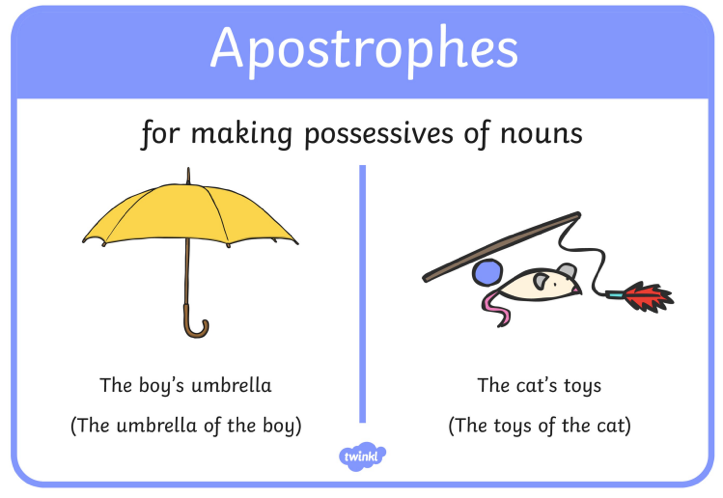 Apostrophes
for making possessives of nouns
The boy's umbrella
(The umbrella of the boy)
The cat's toys
(The toys of the cat)
twinkl